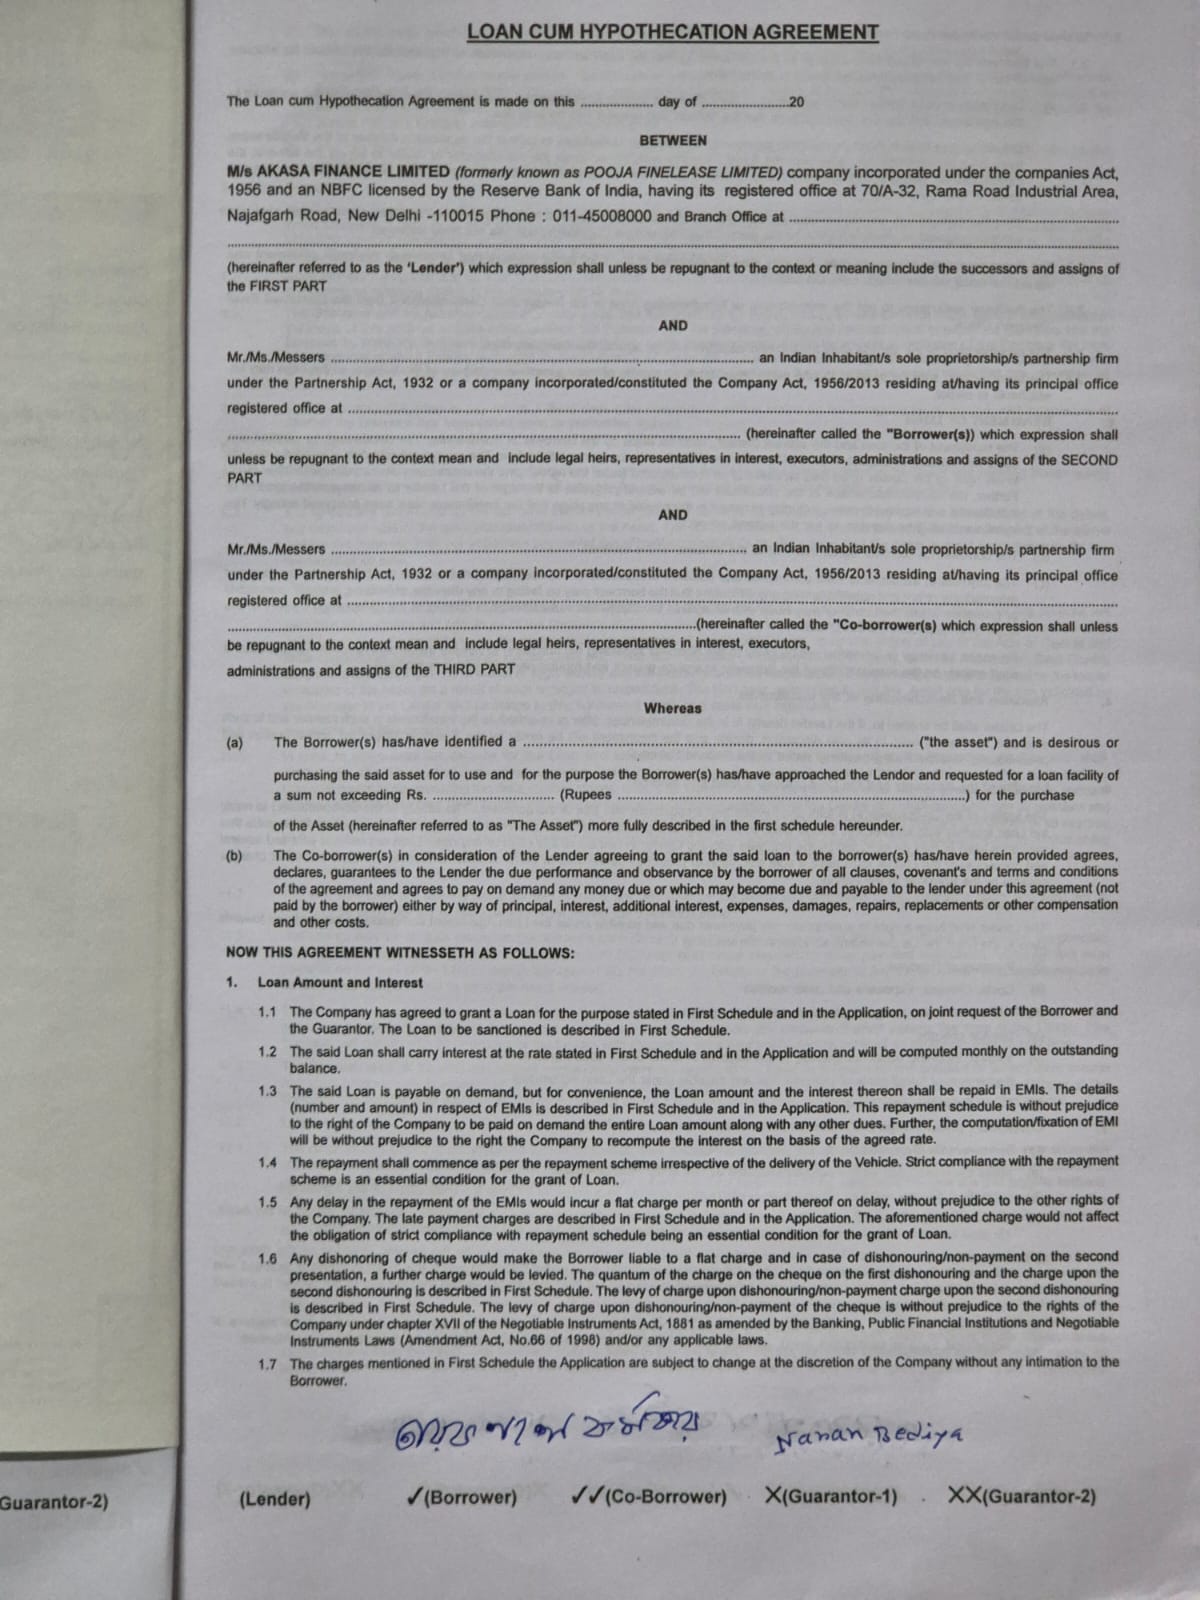 LOAN CUM HYPOTHECATION AGREEMENT
The Loan cum Hypothecation Agreement is made on this .................. day of ......................20
BETWEEN
M/s AKASA FINANCE LIMITED (formerly known as POOJA FINELEASE LIMITED) company incorporated under the companies Act,
1956 and an NBFC licensed by the Reserve Bank of India, having its registered office at 70/A-32, Rama Road Industrial Area,
Najafgarh Road, New Delhi -110015 Phone : 011-45008000 and Branch Office at ..................
..................
(hereinafter referred to as the 'Lender') which expression shall unless be repugnant to the context or meaning include the successors and assigns of
the FIRST PART
AND
Mr./Ms./Messers .................. an Indian Inhabitant/s sole proprietorship/s partnership firm
under the Partnership Act, 1932 or a company incorporated/constituted the Company Act, 1956/2013 residing at/having its principal office
registered office at ..................
.................. (hereinafter called the "Borrower(s)) which expression shall
unless be repugnant to the context mean and include legal heirs, representatives in interest, executors, administrations and assigns of the SECOND
PART
AND
Mr./Ms./Messers .................. an Indian Inhabitant/s sole proprietorship/s partnership firm
under the Partnership Act, 1932 or a company incorporated/constituted the Company Act, 1956/2013 residing at/having its principal office
registered office at ..................
..................(hereinafter called the "Co-borrower(s) which expression shall unless
be repugnant to the context mean and include legal heirs, representatives in interest, executors,
administrations and assigns of the THIRD PART
Whereas
(a) The Borrower(s) has/have identified a .................. ("the asset") and is desirous or
purchasing the said asset for to use and for the purpose the Borrower(s) has/have approached the Lendor and requested for a loan facility of
a sum not exceeding Rs. .................. (Rupees ..................) for the purchase
of the Asset (hereinafter referred to as "The Asset") more fully described in the first schedule hereunder.
(b) The Co-borrower(s) in consideration of the Lender agreeing to grant the said loan to the borrower(s) has/have herein provided agrees,
declares, guarantees to the Lender the due performance and observance by the borrower of all clauses, covenant's and terms and conditions
of the agreement and agrees to pay on demand any money due or which may become due and payable to the lender under this agreement (not
paid by the borrower) either by way of principal, interest, additional interest, expenses, damages, repairs, replacements or other compensation
and other costs.
NOW THIS AGREEMENT WITNESSETH AS FOLLOWS:
1. Loan Amount and Interest
1.1 The Company has agreed to grant a Loan for the purpose stated in First Schedule and in the Application, on joint request of the Borrower and
the Guarantor. The Loan to be sanctioned is described in First Schedule.
1.2 The said Loan shall carry interest at the rate stated in First Schedule and in the Application and will be computed monthly on the outstanding
balance.
1.3 The said Loan is payable on demand, but for convenience, the Loan amount and the interest thereon shall be repaid in EMIs. The details
(number and amount) in respect of EMIs is described in First Schedule and in the Application. This repayment schedule is without prejudice
to the right of the Company to be paid on demand the entire Loan amount along with any other dues. Further, the computation/fixation of EMI
will be without prejudice to the right the Company to recompute the interest on the basis of the agreed rate.
1.4 The repayment shall commence as per the repayment scheme irrespective of the delivery of the Vehicle. Strict compliance with the repayment
scheme is an essential condition for the grant of Loan.
1.5 Any delay in the repayment of the EMIs would incur a flat charge per month or part thereof on delay, without prejudice to the other rights of
the Company. The late payment charges are described in First Schedule and in the Application. The aforementioned charge would not affect
the obligation of strict compliance with repayment schedule being an essential condition for the grant of Loan.
1.6 Any dishonoring of cheque would make the Borrower liable to a flat charge and in case of dishonouring/non-payment on the second
presentation, a further charge would be levied. The quantum of the charge on the cheque on the first dishonouring and the charge upon the
second dishonouring is described in First Schedule. The levy of charge upon dishonouring/non-payment charge upon the second dishonouring
is described in First Schedule. The levy of charge upon dishonouring/non-payment of the cheque is without prejudice to the rights of the
Company under chapter XVII of the Negotiable Instruments Act, 1881 as amended by the Banking, Public Financial Institutions and Negotiable
Instruments Laws (Amendment Act, No.66 of 1998) and/or any applicable laws.
1.7 The charges mentioned in First Schedule the Application are subject to change at the discretion of the Company without any intimation to the
Borrower.
কর্মকার Naran Bediya
Guarantor-2) (Lender) ✓(Borrower) ✓✓(Co-Borrower) X(Guarantor-1) XX(Guarantor-2)